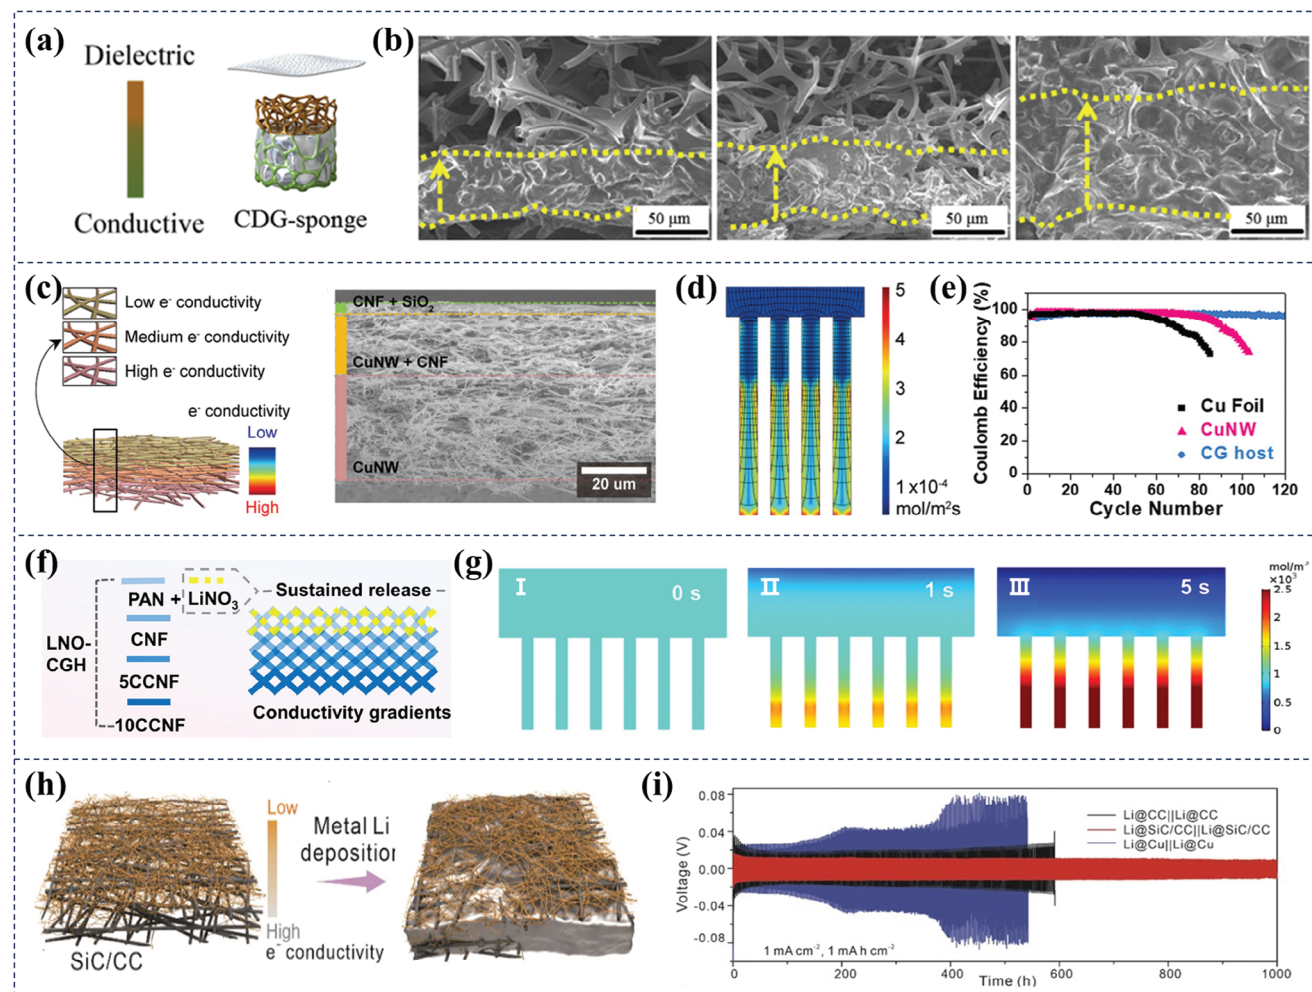 (a)
Dielectric
Conductive
CDG-sponge
(b)
50 μm
50 μm
50 μm
(c)
Low e⁻ conductivity
Medium e⁻ conductivity
High e⁻ conductivity
e⁻ conductivity
Low
High
CNF + SiO₂
CuNW + CNF
CuNW
20 um
(d)
5
4
3
2
1 x10⁻⁴
mol/m²s
(e)
Coulomb Efficiency (%)
100
80
60
40
80
0
Cu Foil
CuNW
CG host
0 20 40 60 80 100 120
Cycle Number
(f)
LNO-
CGH
PAN + LiNO₃
CNF
5CCNF
10CCNF
Sustained release
Conductivity gradients
(g)
I
0 s
II
1 s
III
5 s
mol/m³
×10³
2.5
2.0
1.5
1.0
0.5
0
(h)
SiC/CC
Low
High
e⁻ conductivity
Metal Li
deposition
(i)
Voltage (V)
0.08
0.04
0.00
-0.04
-0.08
Li@CC||Li@CC
Li@SiC/CC||Li@SiC/CC
Li@Cu||Li@Cu
1 mA cm⁻², 1 mA h cm⁻²
0 200 400 600 800 1000
Time (h)